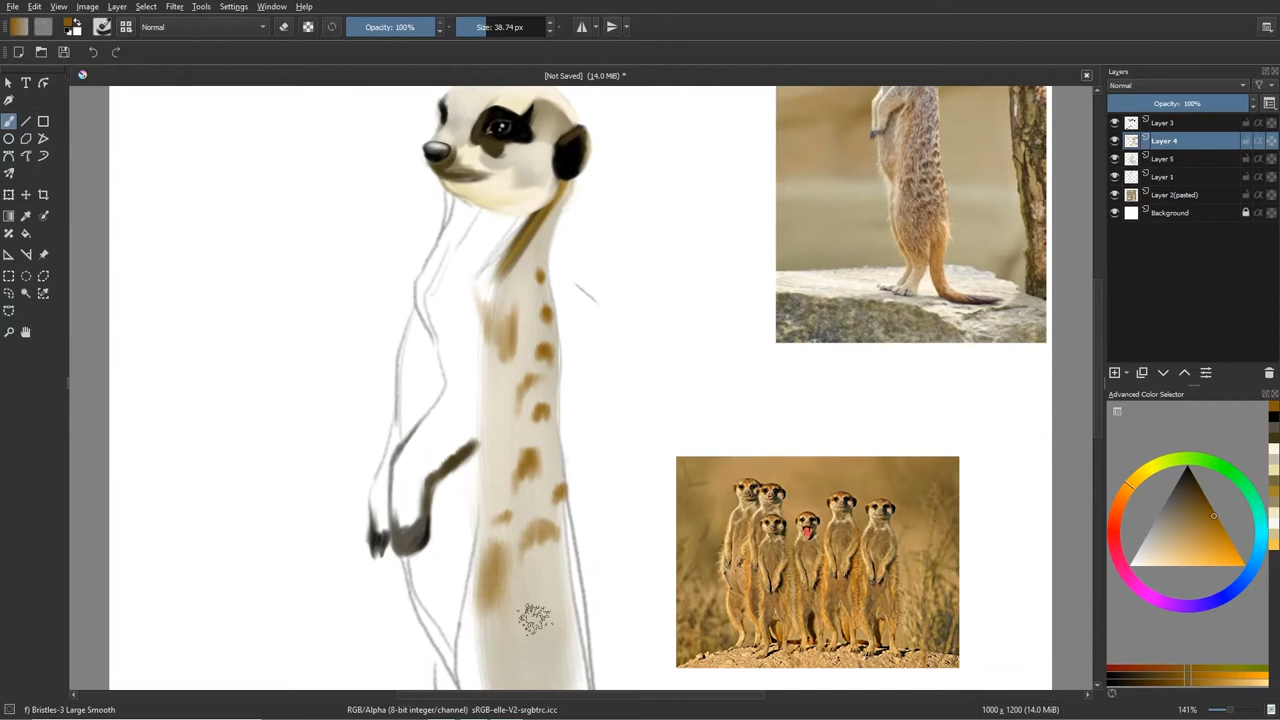 File Edit View Image Layer Select Filter Tools Settings Window Help
Normal Opacity: 100% Size: 38.74 px
[Not Saved] (14.0 MiB) *
Layers
Normal
Opacity: 100%
Layer 3
Layer 4
Layer 5
Layer 1
Layer 2(pasted)
Background
Advanced Color Selector
f) Bristles-3 Large Smooth RGB/Alpha (8-bit integer/channel) sRGB-elle-V2-srgbtrc.icc 1000 x 1200 (14.0 MiB) 141%